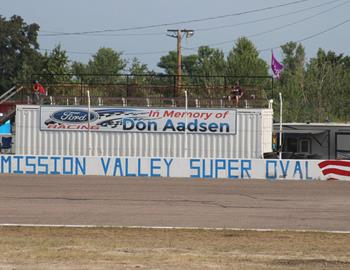 Ford
RACING
In Memory of
Don Aadsen
MISSION VALLEY SUPER OVAL